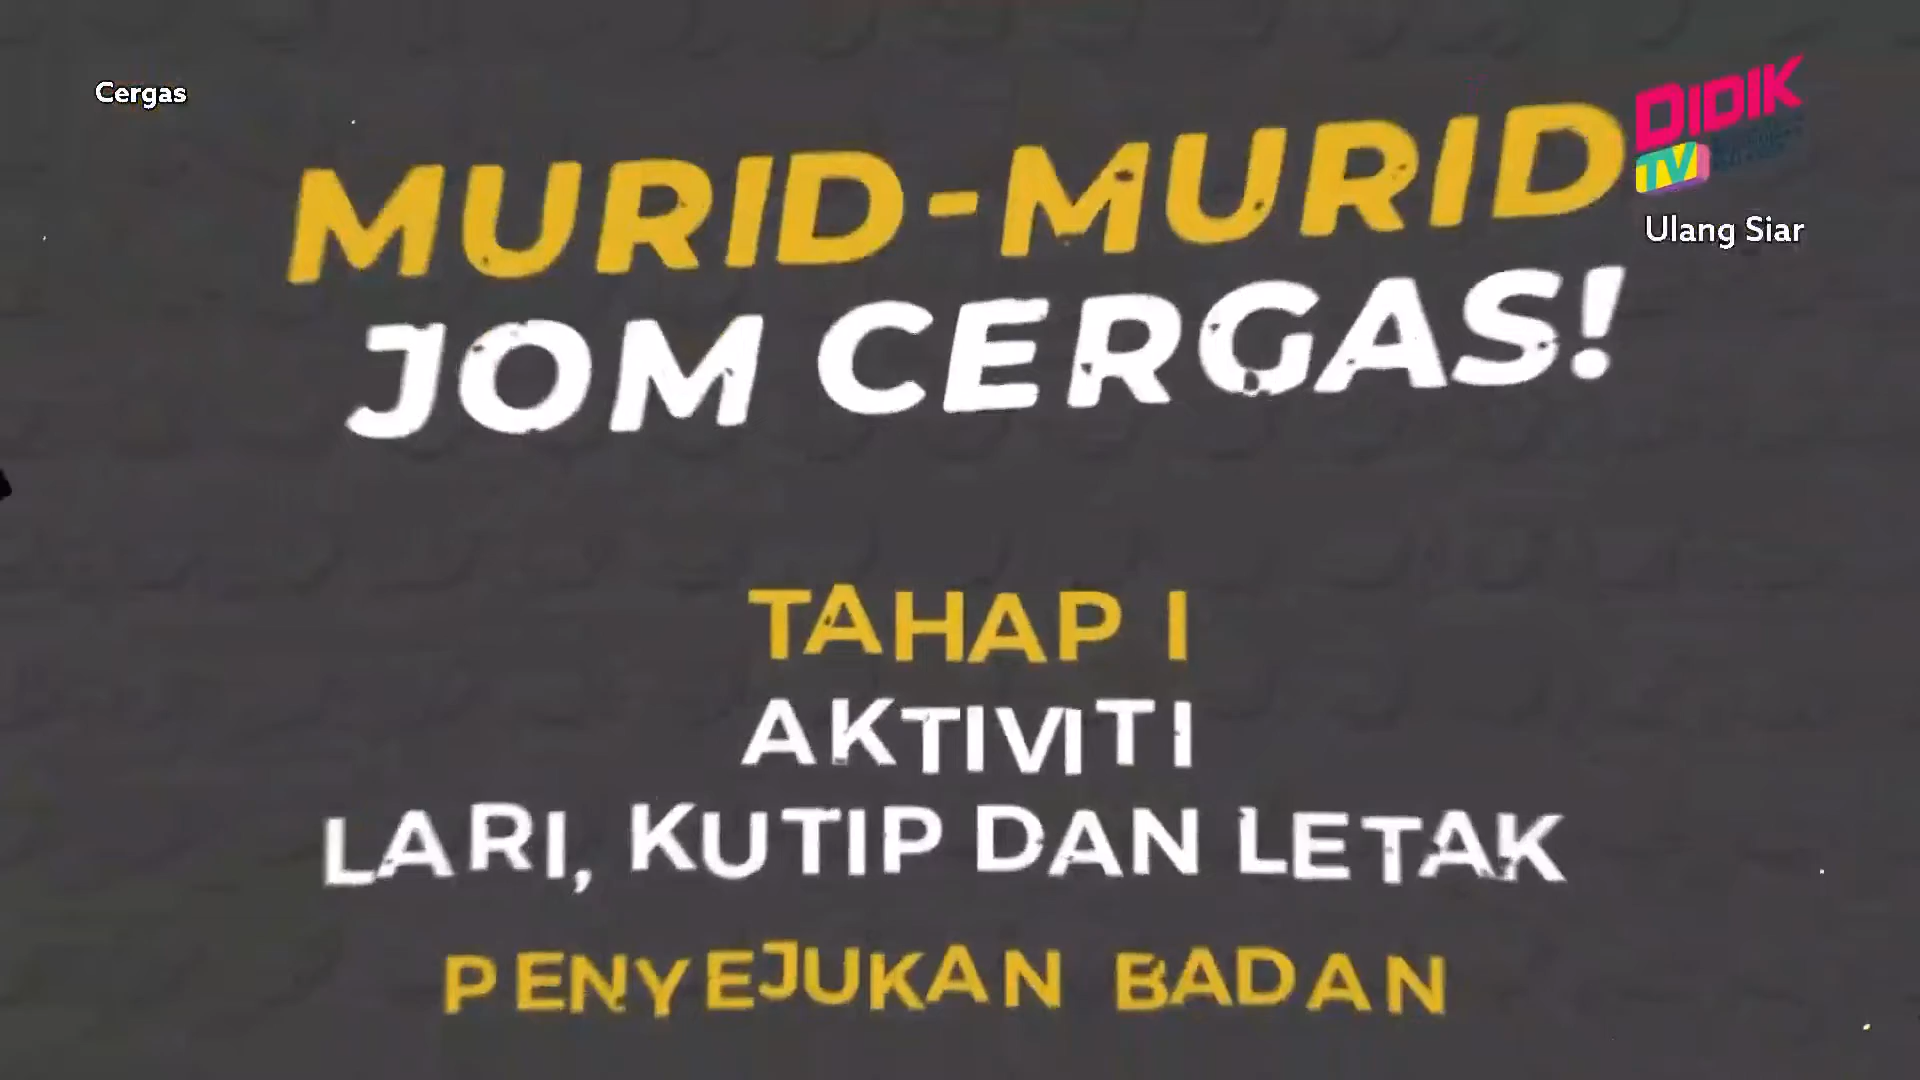 Cergas
DIDIK
TV
Ulang Siar
MURID-MURID
JOM CERGAS!
TAHAP I
AKTIVITI
LARI, KUTIP DAN LETAK
PENYEJUKAN BADAN